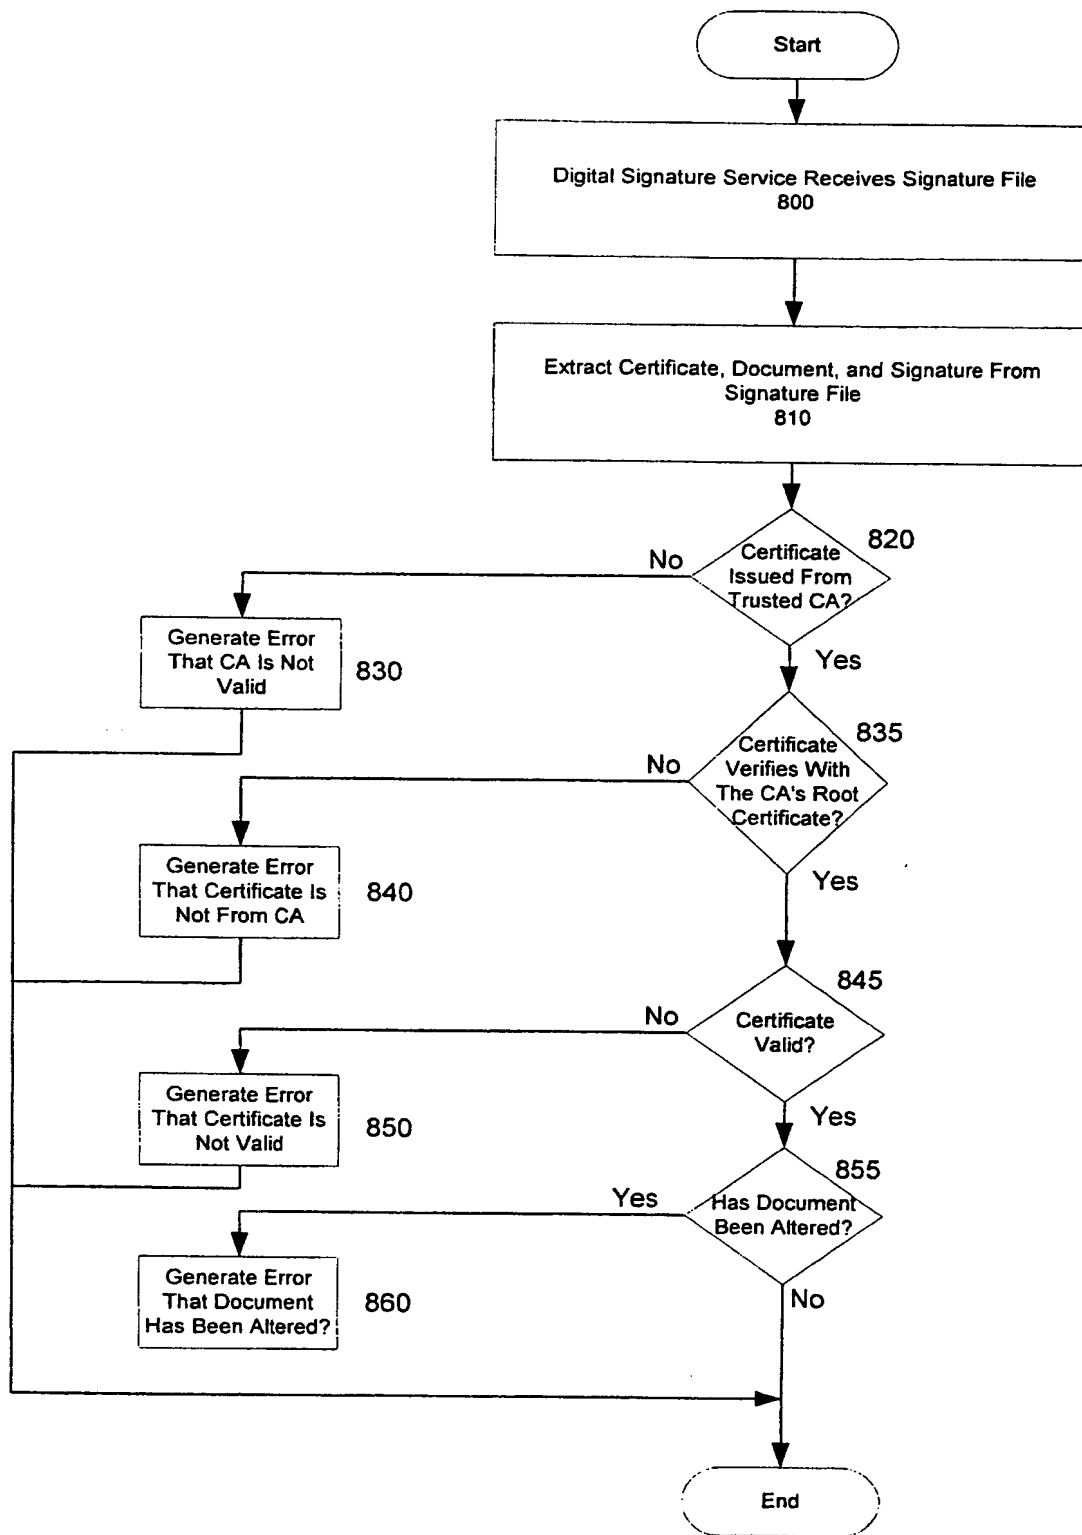 Start
Digital Signature Service Receives Signature File
800
Extract Certificate, Document, and Signature From
Signature File
810
820
Certificate
Issued From
Trusted CA?
No
Yes
Generate Error
That CA Is Not
Valid
830
835
Certificate
Verifies With
The CA's Root
Certificate?
No
Yes
Generate Error
That Certificate Is
Not From CA
840
845
Certificate
Valid?
No
Yes
Generate Error
That Certificate Is
Not Valid
850
855
Has Document
Been Altered?
Yes
No
Generate Error
That Document
Has Been Altered?
860
End